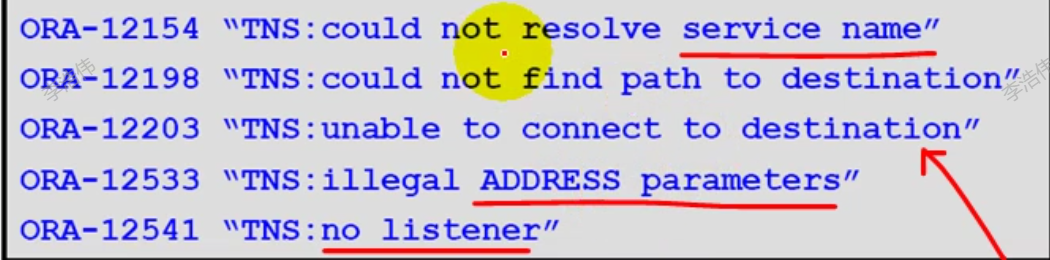 ORA-12154 “TNS:could not resolve service name”
ORA-12198 “TNS:could not find path to destination”
ORA-12203 “TNS:unable to connect to destination”
ORA-12533 “TNS:illegal ADDRESS parameters”
ORA-12541 “TNS:no listener”
李浩伟
李浩伟